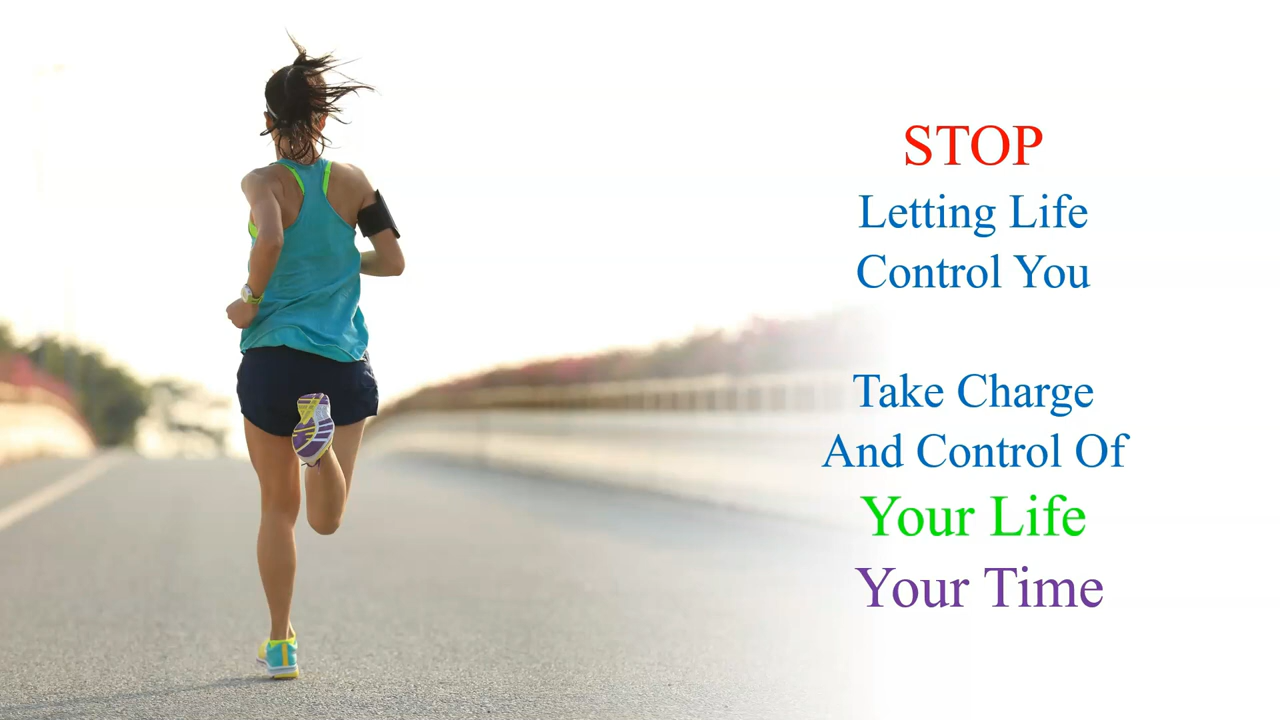 STOP
Letting Life
Control You
Take Charge
And Control Of
Your Life
Your Time